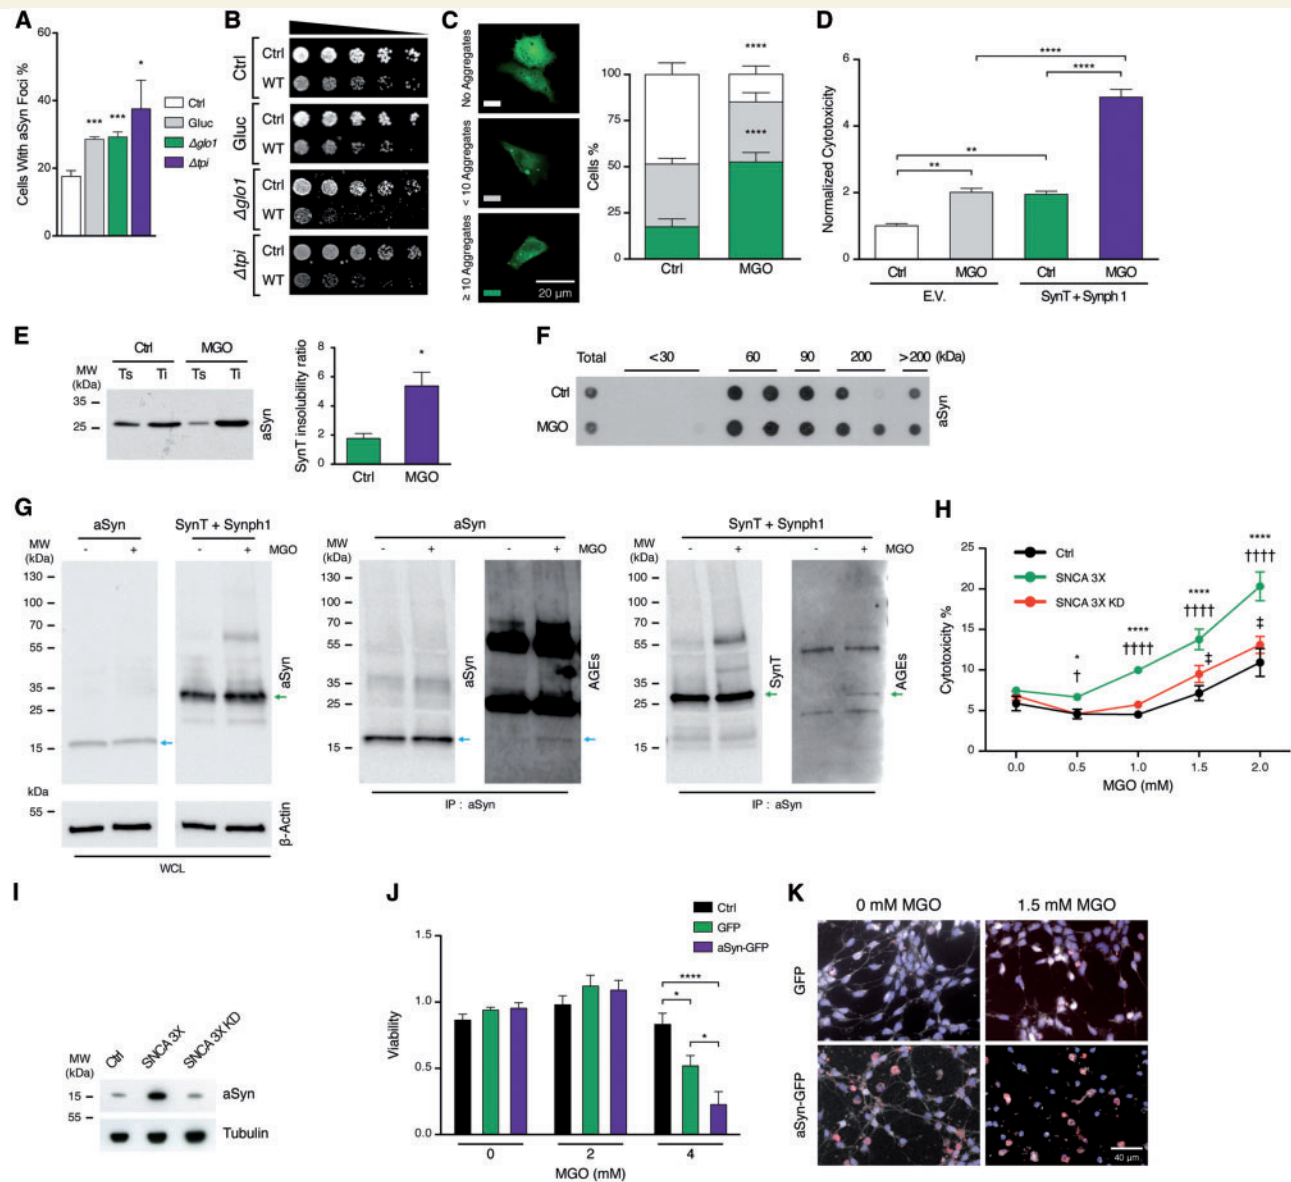 A
Cells With aSyn Foci %
60
40
20
0
*
***
***
Ctrl
Gluc
Δglo1
Δtpi
B
Ctrl
Ctrl
WT
Gluc
Ctrl
WT
Δglo1
Ctrl
WT
Δtpi
Ctrl
WT
C
No Aggregates
< 10 Aggregates
≥ 10 Aggregates
20 µm
Cells %
100
75
50
25
0
****
****
Ctrl
MGO
D
Normalized Cytotoxicity
6
4
2
0
****
****
**
**
Ctrl
MGO
Ctrl
MGO
E.V.
SynT + Synph 1
E
Ctrl
MGO
MW
(kDa)
Ts
Ti
Ts
Ti
35
25
aSyn
SynT insolubility ratio
8
6
4
2
0
*
Ctrl
MGO
F
Total
<30
60
90
200
>200 (kDa)
Ctrl
MGO
aSyn
G
aSyn
SynT + Synph1
MW
(kDa)
-
+
-
+
MGO
130
100
70
55
35
25
15
aSyn
kDa
55
β-Actin
WCL
aSyn
MW
(kDa)
-
+
-
+
MGO
130
100
70
55
35
25
15
aSyn
AGEs
IP : aSyn
SynT + Synph1
MW
(kDa)
-
+
-
+
MGO
130
100
70
55
35
25
15
SynT
AGEs
IP : aSyn
H
Cytotoxicity %
25
20
15
10
5
0
Ctrl
SNCA 3X
SNCA 3X KD
*
†
****
††††
****
††††
‡
****
††††
‡
0.0
0.5
1.0
1.5
2.0
MGO (mM)
I
Ctrl
SNCA 3X
SNCA 3X KD
MW
(kDa)
15
55
aSyn
Tubulin
J
Ctrl
GFP
aSyn-GFP
Viability
1.5
1.0
0.5
0.0
****
*
*
0
2
4
MGO (mM)
K
0 mM MGO
1.5 mM MGO
GFP
aSyn-GFP
40 µm